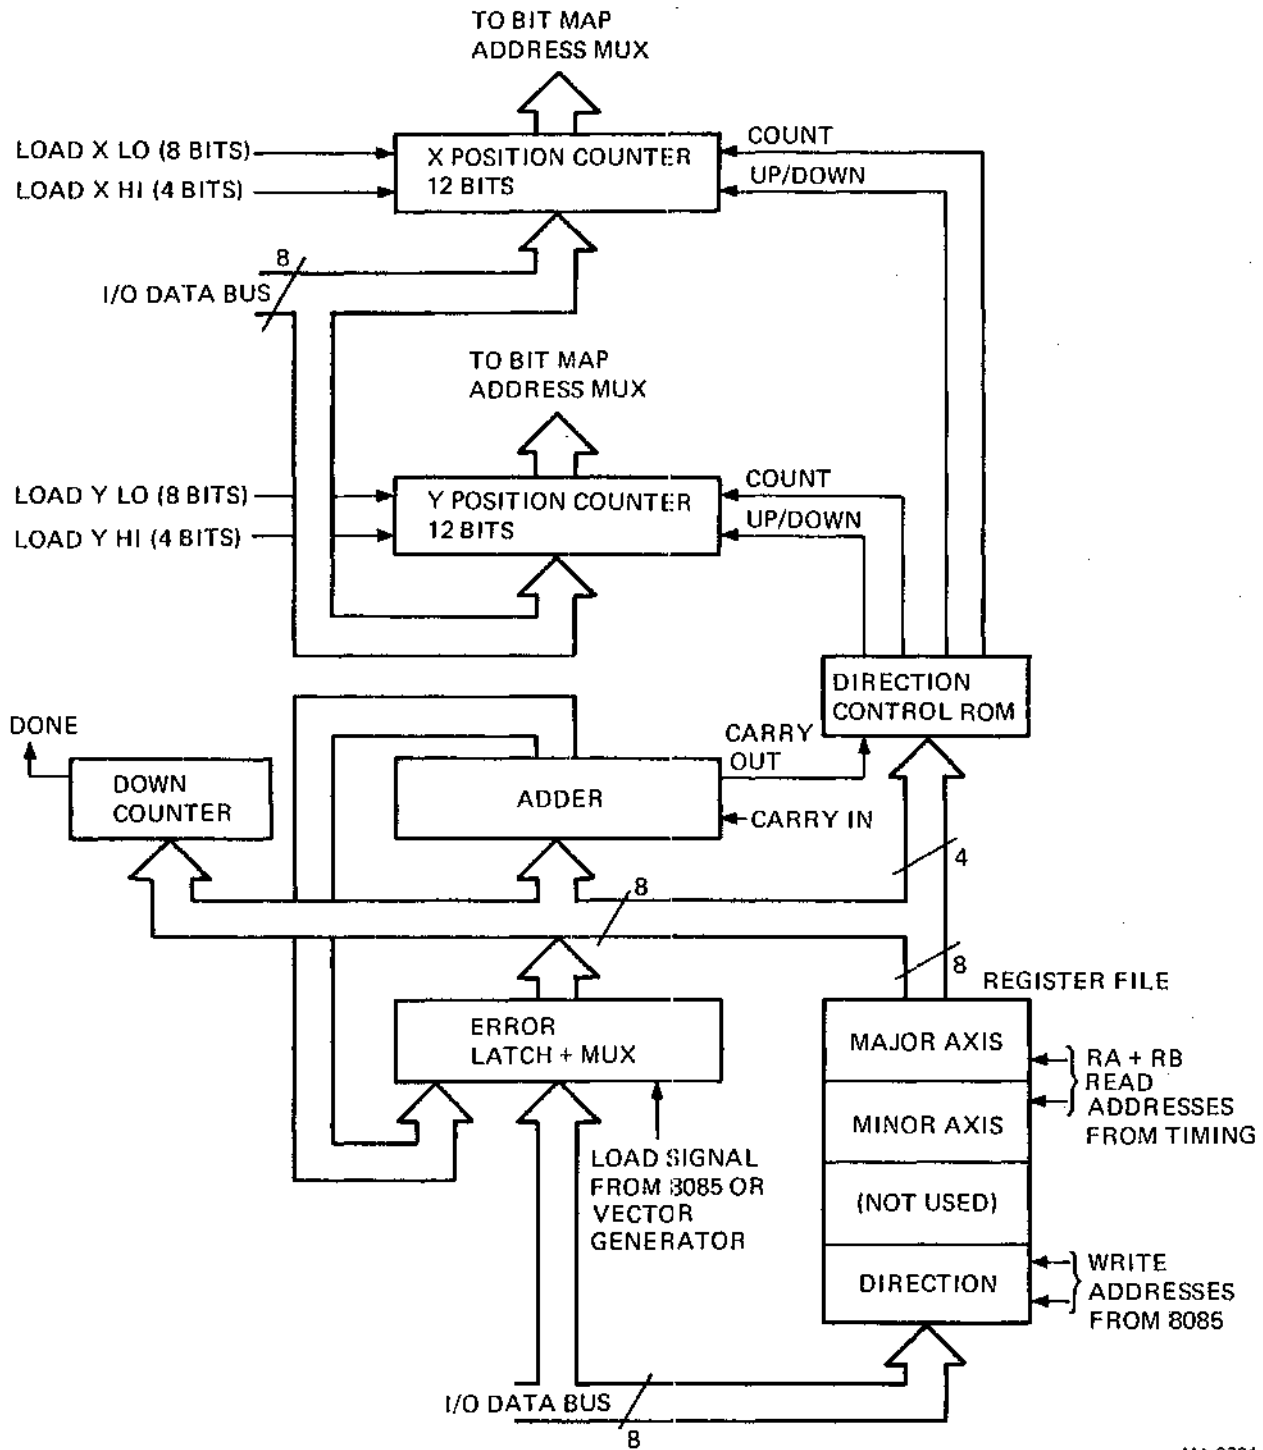 TO BIT MAP
ADDRESS MUX
LOAD X LO (8 BITS)
LOAD X HI (4 BITS)
X POSITION COUNTER
12 BITS
COUNT
UP/DOWN
8
I/O DATA BUS
TO BIT MAP
ADDRESS MUX
LOAD Y LO (8 BITS)
LOAD Y HI (4 BITS)
Y POSITION COUNTER
12 BITS
COUNT
UP/DOWN
DIRECTION
CONTROL ROM
DONE
DOWN
COUNTER
ADDER
CARRY
OUT
CARRY IN
4
8
8
REGISTER FILE
ERROR
LATCH + MUX
MAJOR AXIS
MINOR AXIS
(NOT USED)
DIRECTION
RA + RB
READ
ADDRESSES
FROM TIMING
LOAD SIGNAL
FROM 8085 OR
VECTOR
GENERATOR
WRITE
ADDRESSES
FROM 8085
I/O DATA BUS
8